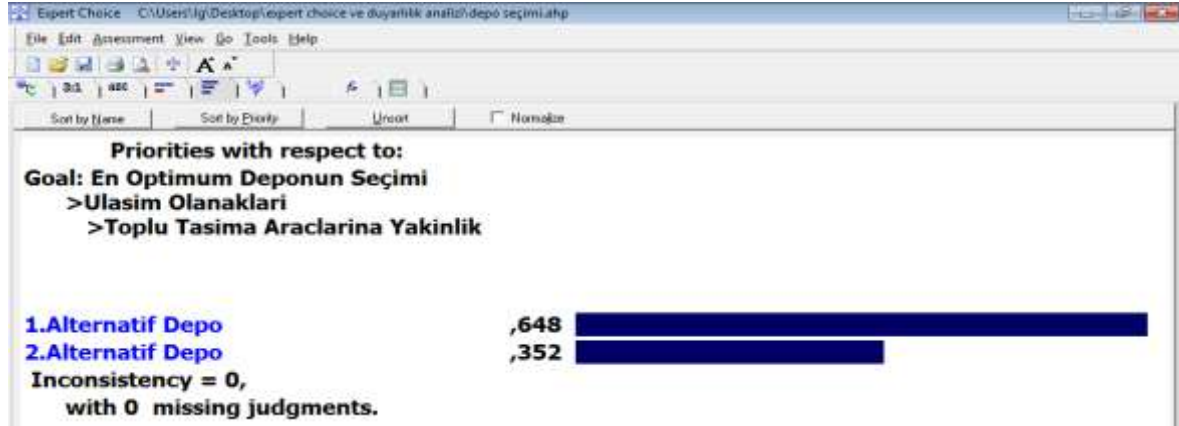 Expert Choice C:\Users\lg\Desktop\expert choice ve duyarlılık analizi\depo seçimi.ahp
File Edit Assessment View Go Tools Help
A A
3:1 ABC
Sort by Name Sort by Priority Unsort Normalize
Priorities with respect to:
Goal: En Optimum Deponun Seçimi
>Ulasim Olanaklari
>Toplu Tasima Araclarina Yakinlik
1.Alternatif Depo ,648
2.Alternatif Depo ,352
Inconsistency = 0,
with 0 missing judgments.